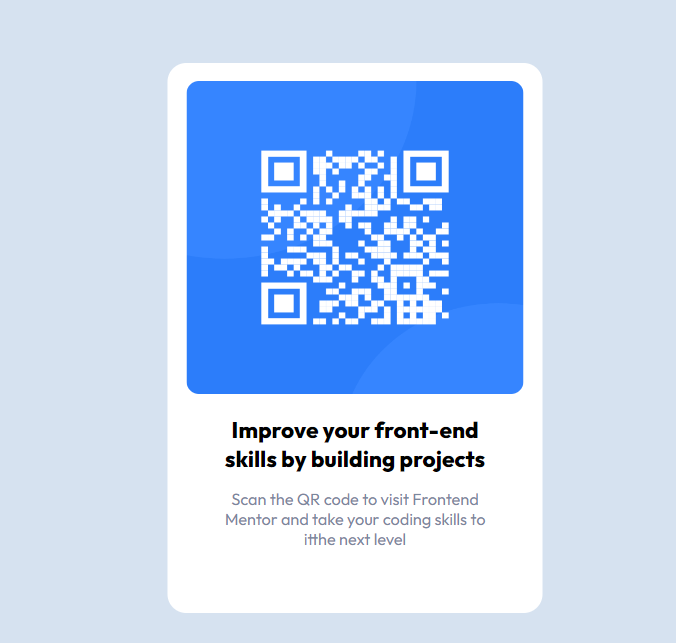 Improve your front-end
skills by building projects
Scan the QR code to visit Frontend
Mentor and take your coding skills to
itthe next level